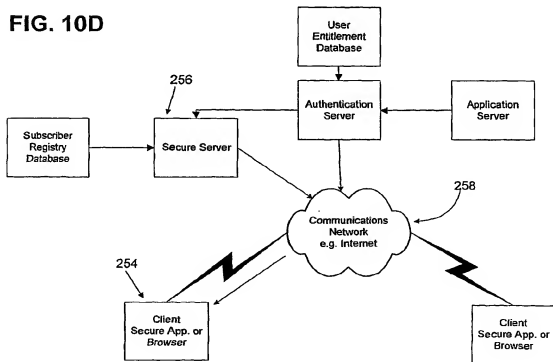 FIG. 10D
User
Entitlement
Database
256
Authentication
Server
Application
Server
Subscriber
Registry
Database
Secure Server
258
Communications
Network
e.g. Internet
254
Client
Secure App. or
Browser
Client
Secure App. or
Browser